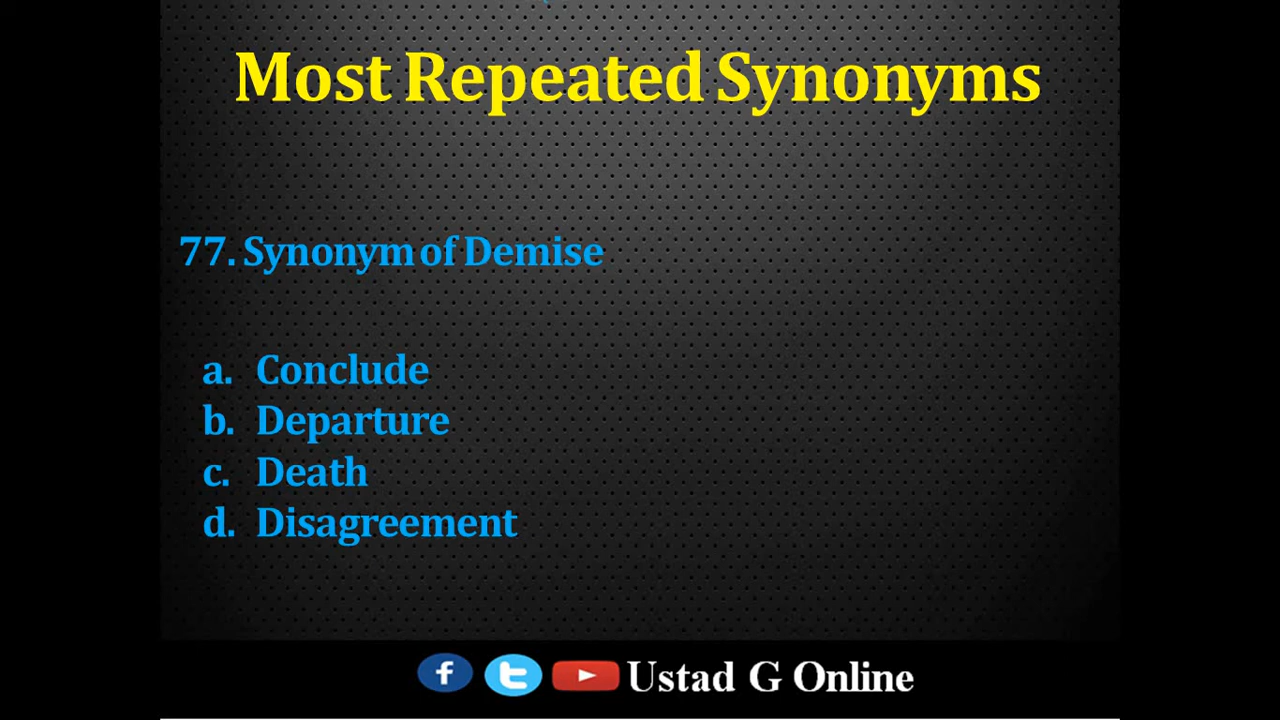 Most Repeated Synonyms
77. Synonym of Demise
a. Conclude
b. Departure
c. Death
d. Disagreement
Ustad G Online